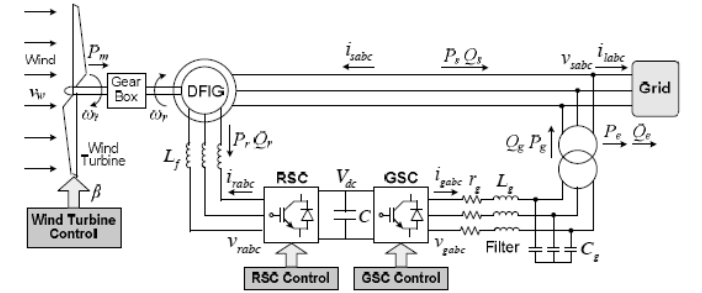 Wind
v_w
P_m
Gear
Box
ω_t
ω_r
DFIG
i_sabc
P_s Q_s
v_sabc
i_labc
Grid
Wind
Turbine
β
Wind Turbine
Control
L_f
P_r Q_r
i_rabc
v_rabc
RSC
V_dc
C
GSC
i_gabc
r_g
L_g
v_gabc
Filter
C_g
Q_g P_g
P_e Q_e
RSC Control
GSC Control